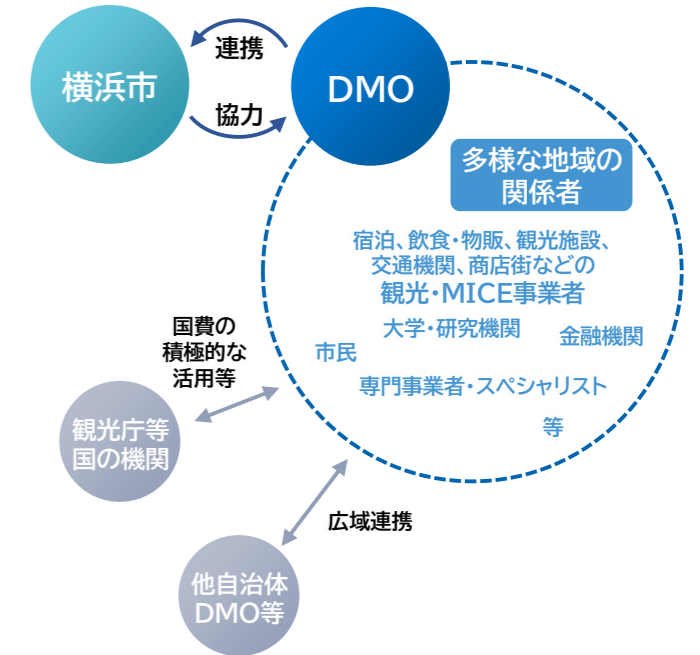 横浜市
連携
協力
DMO
多様な地域の
関係者
宿泊、飲食・物販、観光施設、
交通機関、商店街などの
観光・MICE事業者
大学・研究機関
金融機関
市民
専門事業者・スペシャリスト
等
国費の
積極的な
活用等
観光庁等
国の機関
広域連携
他自治体
DMO等